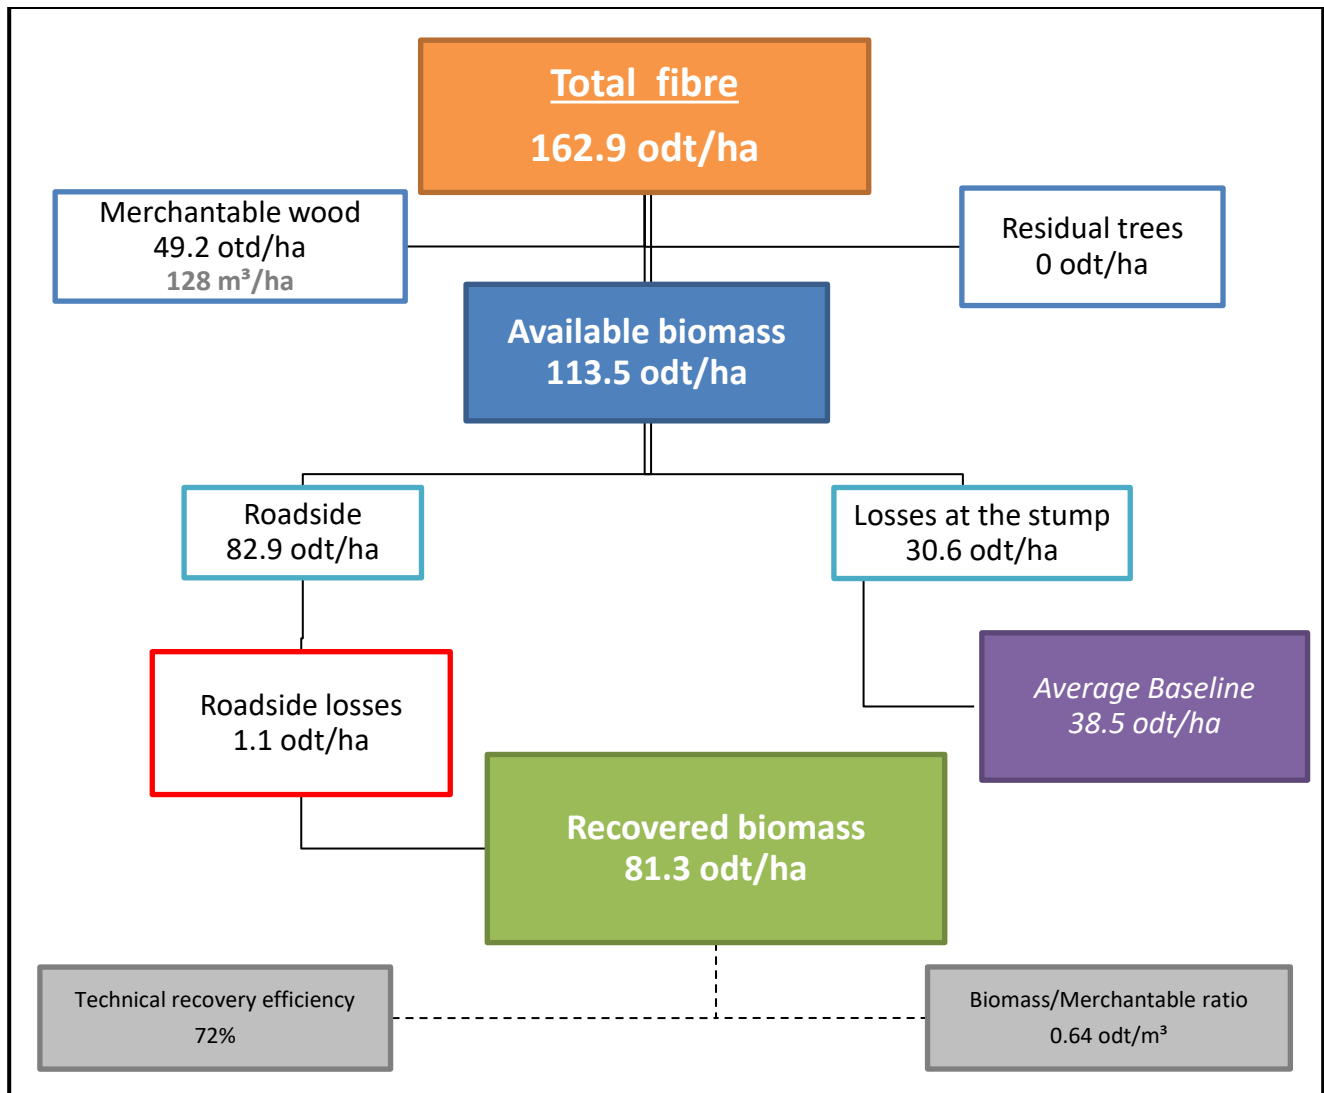 Total fibre
162.9 odt/ha
Merchantable wood
49.2 otd/ha
128 m³/ha
Residual trees
0 odt/ha
Available biomass
113.5 odt/ha
Roadside
82.9 odt/ha
Losses at the stump
30.6 odt/ha
Roadside losses
1.1 odt/ha
Average Baseline
38.5 odt/ha
Recovered biomass
81.3 odt/ha
Technical recovery efficiency
72%
Biomass/Merchantable ratio
0.64 odt/m³